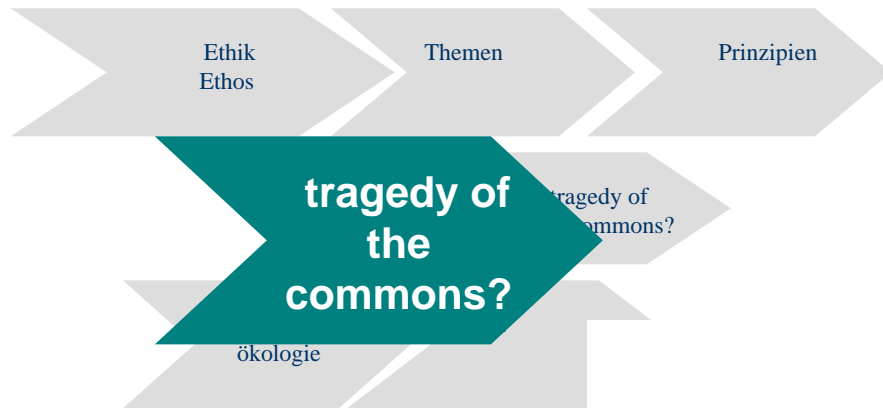 Ethik
Ethos
Themen
Prinzipien
tragedy of
the
commons?
tragedy of
commons?
ökologie